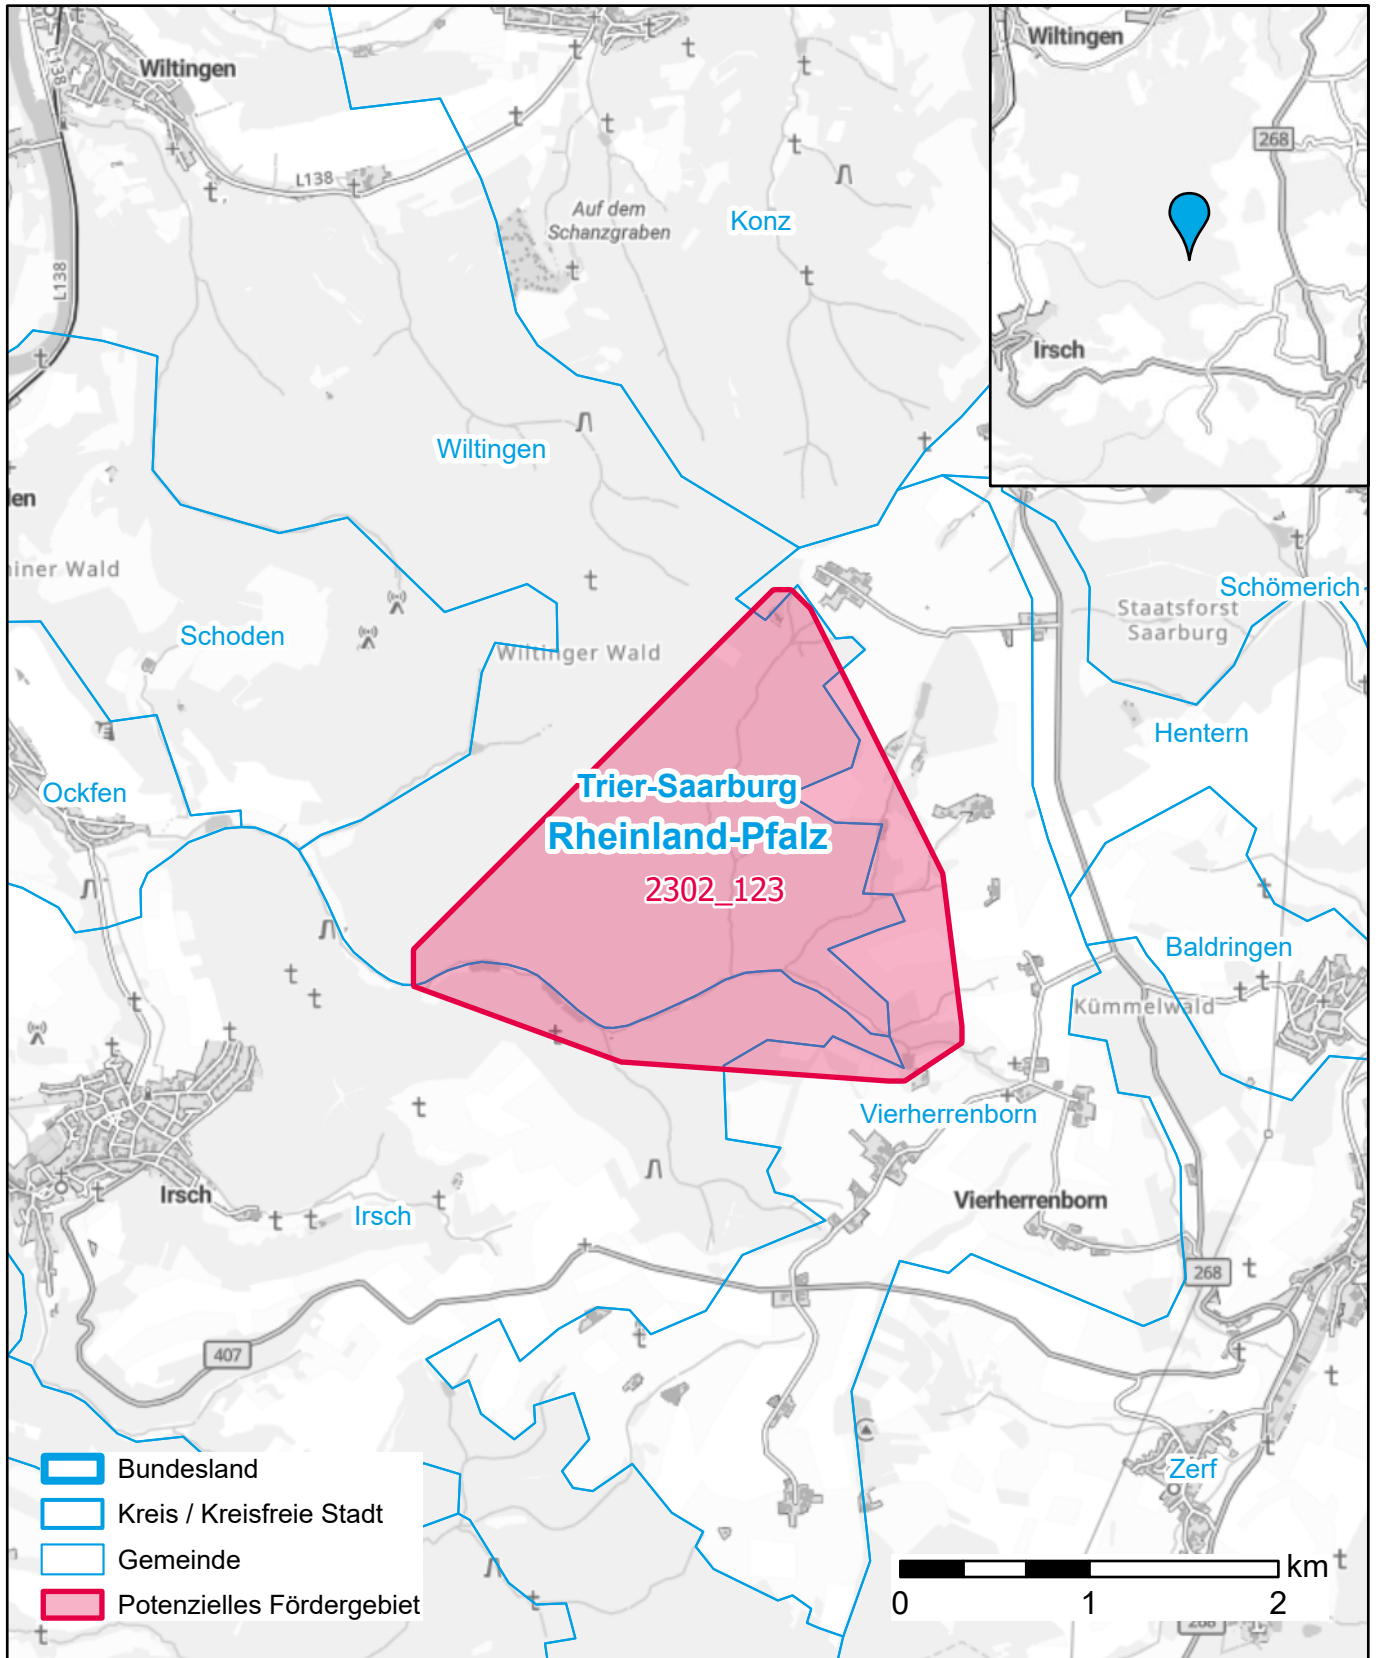 Wiltingen
L138
L138
L138
Auf dem
Schanzgraben
Konz
Wiltingen
268
Irsch
Wiltingen
len
Schoden
Wiltinger Wald
Schömerich
Staatsforst
Saarburg
Hentern
Ockfen
Trier-Saarburg
Rheinland-Pfalz
2302_123
Baldringen
Kümmelwald
Vierherrenborn
Vierherrenborn
Irsch
Irsch
268
407
Zerf
Bundesland
Kreis / Kreisfreie Stadt
Gemeinde
Potenzielles Fördergebiet
km
0 1 2